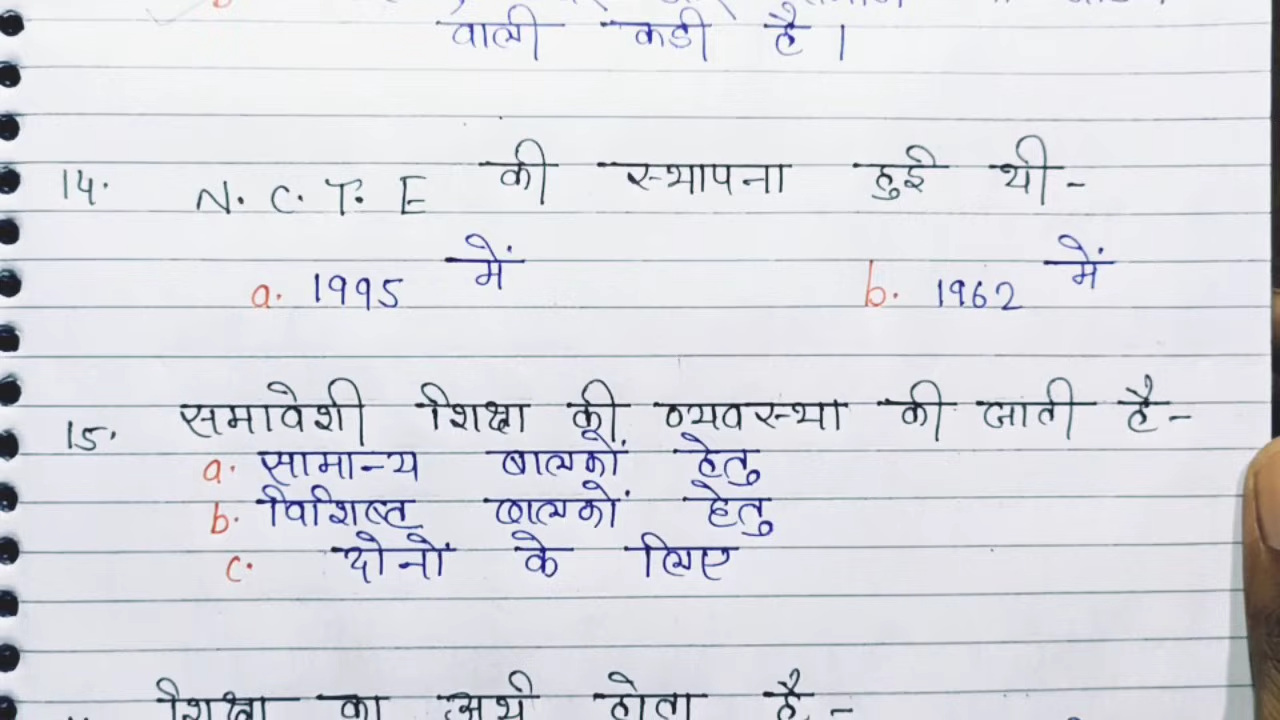 वाली कडी है।
14. N. C. T. E की स्थापना हुई थी-
a. 1995 में b. 1962 में
15. समावेशी शिक्षा की व्यवस्था की जाती है-
a. सामान्य बालकों हेतु
b. विशिष्ट बालकों हेतु
c. दोनों के लिए
शिक्षा का अर्थ होता है-